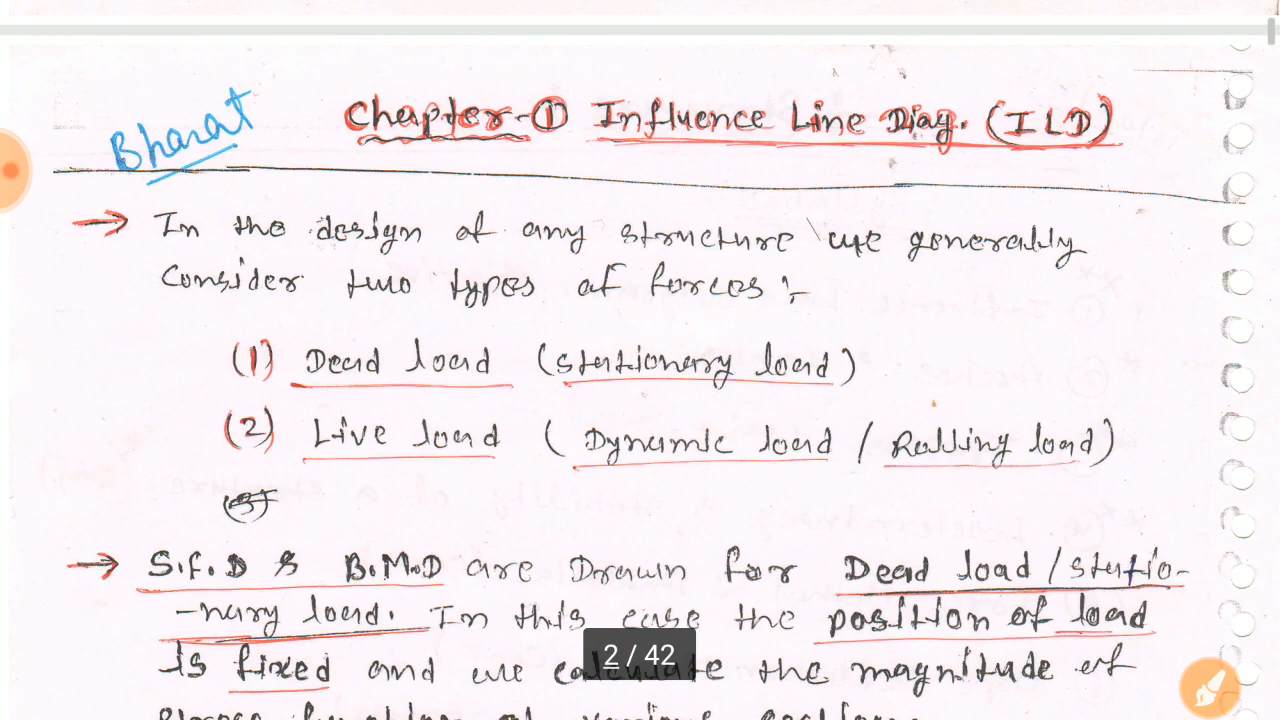 Bharat
Chapter-① Influence Line Diag. (ILD)
→ In the design of any structure we generally
Consider two types of forces :-
(1) Dead load (stationary load)
(2) Live load ( Dynamic load / Rolling load)
(3)
→ S.F.D & B.M.D are Drawn for Dead load / statio-
-nary load. In this case the position of load
is fixed and we calculate the magnitude of
2 / 42